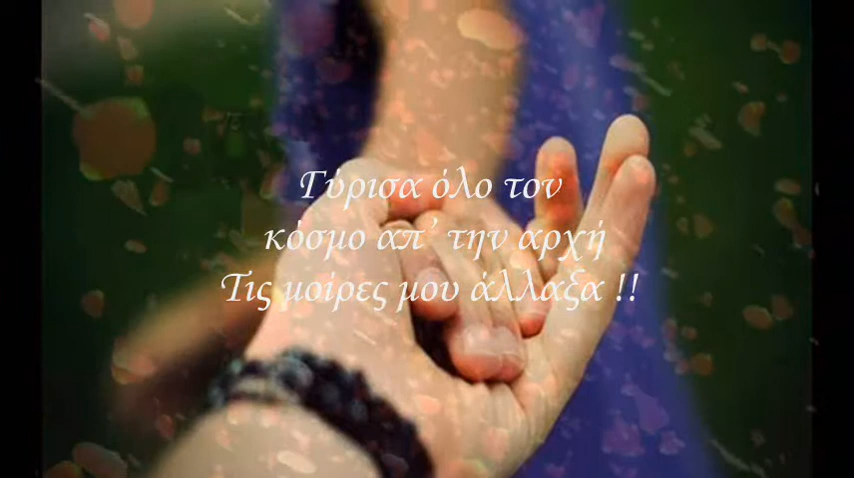 Γύρισα όλο τον
κόσμο απ’ την αρχή
Τις μοίρες μου άλλαξα !!